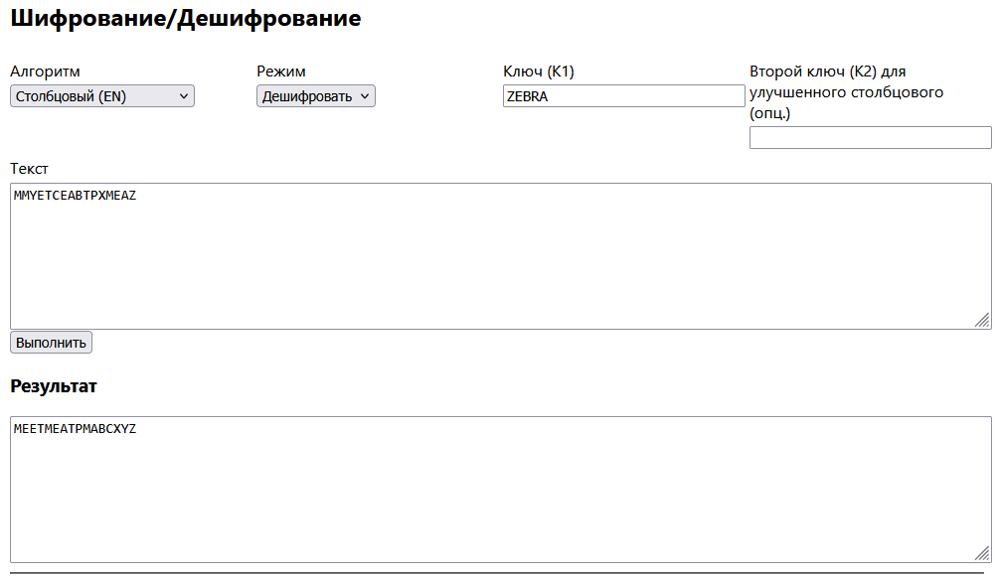 Шифрование/Дешифрование
Алгоритм
Режим
Ключ (K1)
Второй ключ (K2) для
улучшенного столбцового
(опц.)
Столбцовый (EN)
Дешифровать
ZEBRA
Текст
MMYETCEABTPXMEAZ
Выполнить
Результат
MEETMEATPMABCXYZ